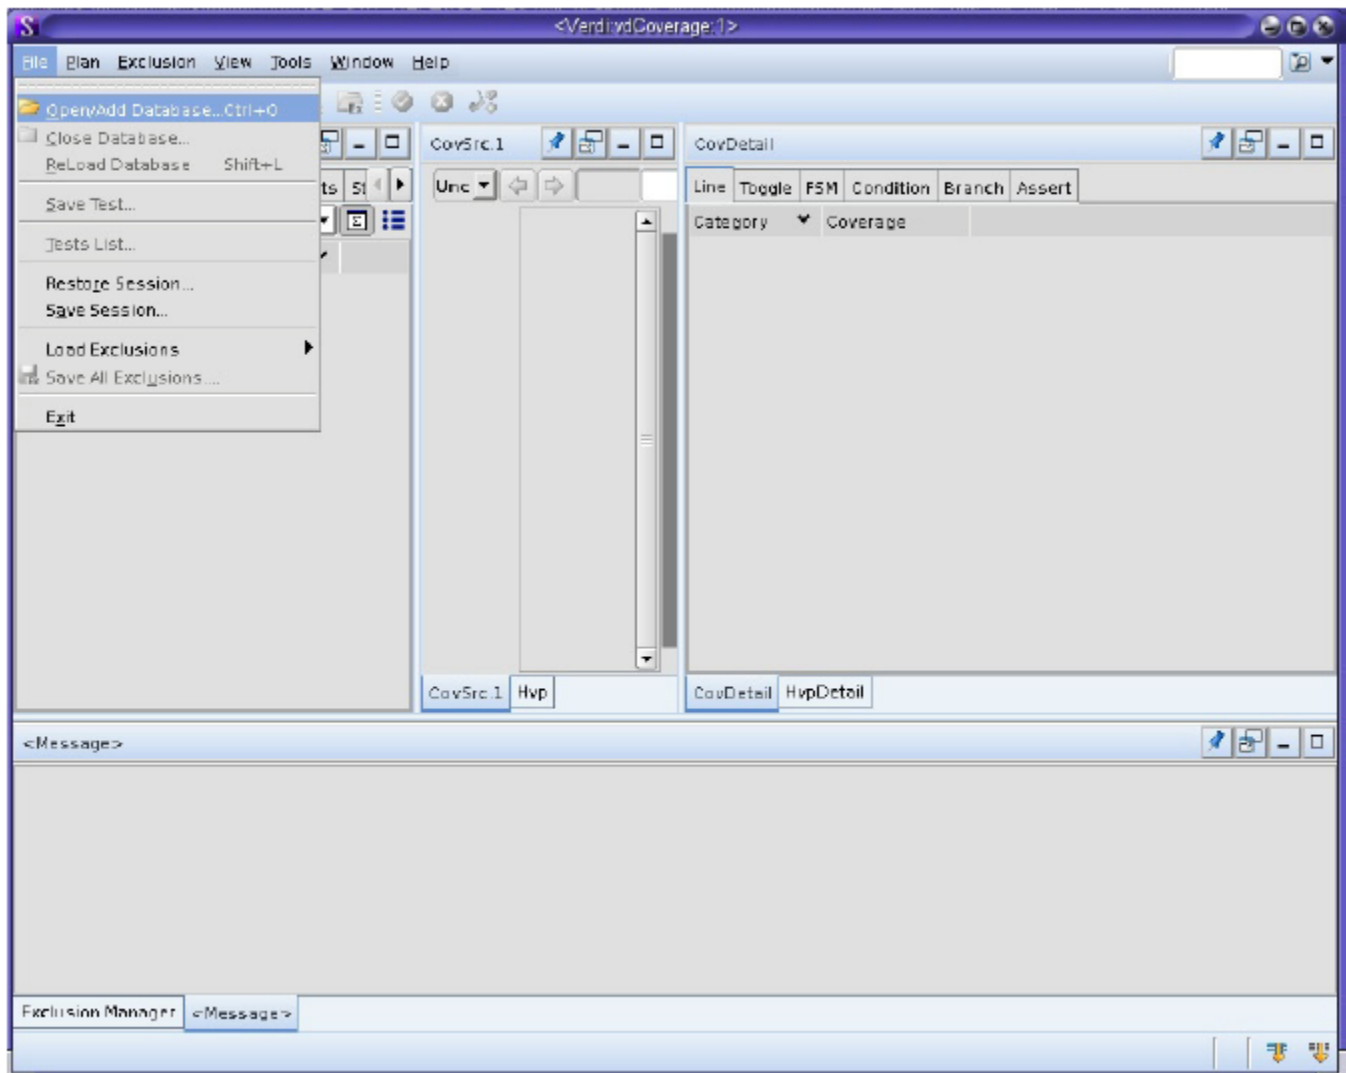 <Verdi:vdCoverage:1>
File Plan Exclusion View Tools Window Help
Open/Add Database...Ctrl+O
Close Database...
ReLoad Database Shift+L
Save Test...
Tests List...
Restore Session...
Save Session...
Load Exclusions
Save All Exclusions....
Exit
ts St
CovSrc.1
Unc
CovSrc.1 Hvp
CovDetail
Line Toggle FSM Condition Branch Assert
Category Coverage
CovDetail HvpDetail
<Message>
Exclusion Manager <Message>